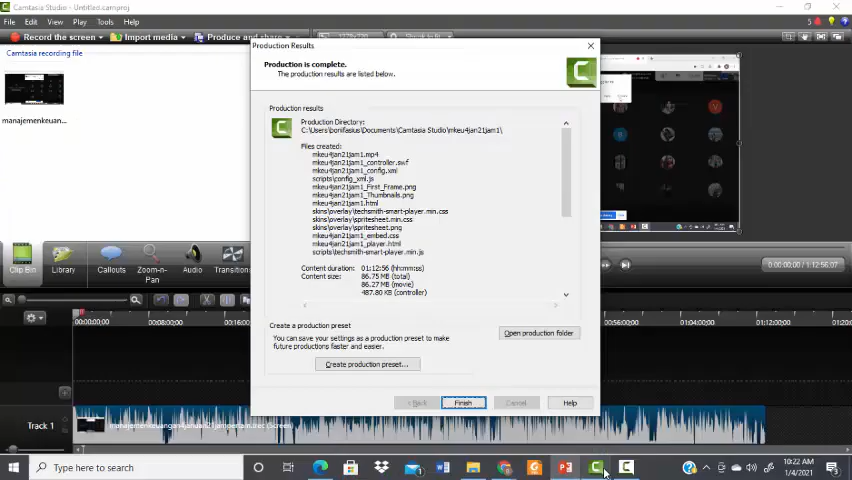 Camtasia Studio - Untitled.camproj
File Edit View Play Tools Help
5
Record the screen Import media Produce and share
Camtasia recording file
manajemenkeuan...
Production Results
Production is complete.
The production results are listed below.
Production results
Production Directory:
C:\Users\bonifasius\Documents\Camtasia Studio\mkeu4jan21jam1\
Files created:
mkeu4jan21jam1.mp4
mkeu4jan21jam1_controller.swf
mkeu4jan21jam1_config.xml
scripts\config_xml.js
mkeu4jan21jam1_First_Frame.png
mkeu4jan21jam1_Thumbnails.png
mkeu4jan21jam1.html
skins\overlay\techsmith-smart-player.min.css
skins\overlay\spritesheet.min.css
skins\overlay\spritesheet.png
mkeu4jan21jam1_embed.css
mkeu4jan21jam1_player.html
scripts\techsmith-smart-player.min.js
Content duration: 01:12:56 (hh:mm:ss)
Content size: 86.75 MB (total)
86.27 MB (movie)
487.80 KB (controller)
Create a production preset
You can save your settings as a production preset to make
future productions faster and easier.
Open production folder
Create production preset...
< Back Finish Cancel Help
Clip Bin Library Callouts Zoom-n-
Pan Audio Transition
0:00:00;00 / 1:12:56;07
00:00:00;00 00:08:00;00 00:16:00 00:56:00;00 01:04:00;00 01:12:00;00
Track 1
manajemenkeuangan4januari21jampertam.trec (Screen)
Type here to search
10:22 AM
1/4/2021
3